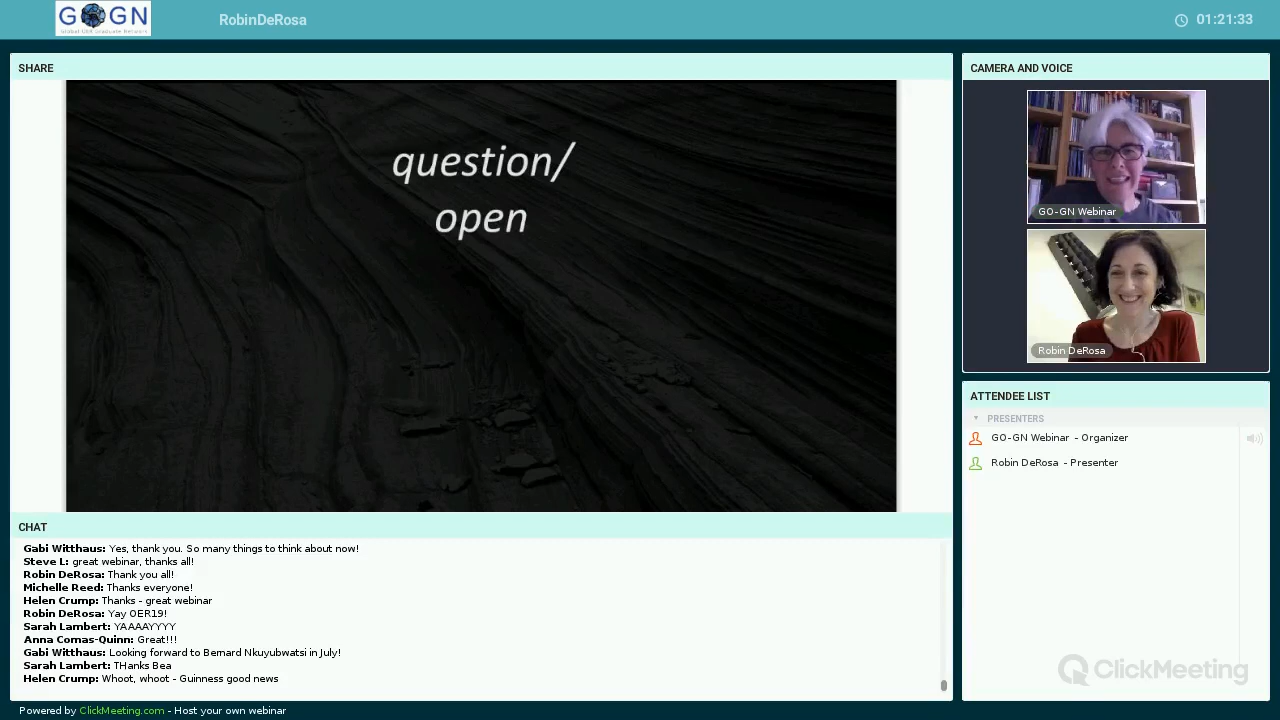 GO GN
Global OER Graduate Network
RobinDeRosa
01:21:33
SHARE
question/
open
CAMERA AND VOICE
GO-GN Webinar
Robin DeRosa
ATTENDEE LIST
PRESENTERS
GO-GN Webinar - Organizer
Robin DeRosa - Presenter
CHAT
Gabi Witthaus: Yes, thank you. So many things to think about now!
Steve L: great webinar, thanks all!
Robin DeRosa: Thank you all!
Michelle Reed: Thanks everyone!
Helen Crump: Thanks - great webinar
Robin DeRosa: Yay OER19!
Sarah Lambert: YAAAAYYYY
Anna Comas-Quinn: Great!!!
Gabi Witthaus: Looking forward to Bernard Nkuyubwatsi in July!
Sarah Lambert: THanks Bea
Helen Crump: Whoot, whoot - Guinness good news
ClickMeeting
Powered by ClickMeeting.com - Host your own webinar